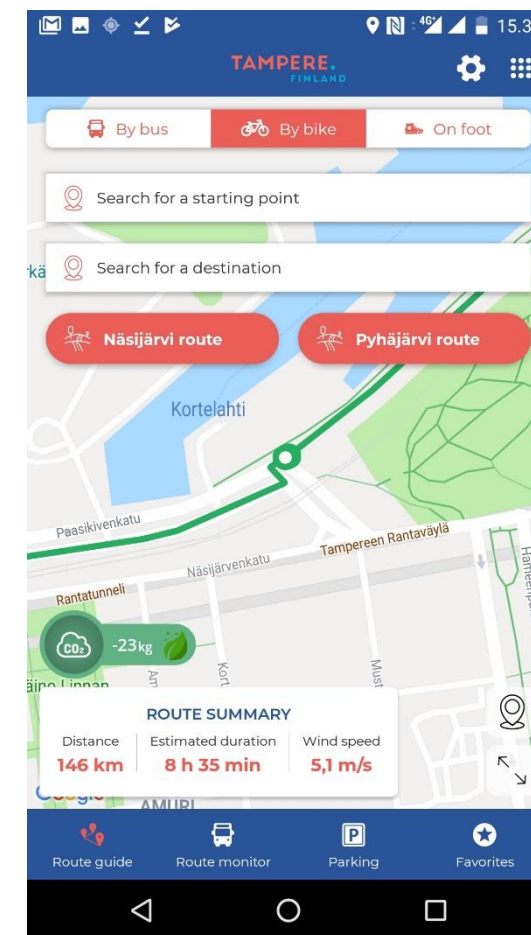 4G
15.3
TAMPERE.
FINLAND
By bus
By bike
On foot
Search for a starting point
Search for a destination
Näsijärvi route
Pyhäjärvi route
Kortelahti
Paasikivenkatu
Näsijärvenkatu
Tampereen Rantaväylä
Rantatunneli
CO₂
-23kg
ROUTE SUMMARY
Distance
Estimated duration
Wind speed
146 km
8 h 35 min
5,1 m/s
AMURI
Route guide
Route monitor
P
Parking
Favorites